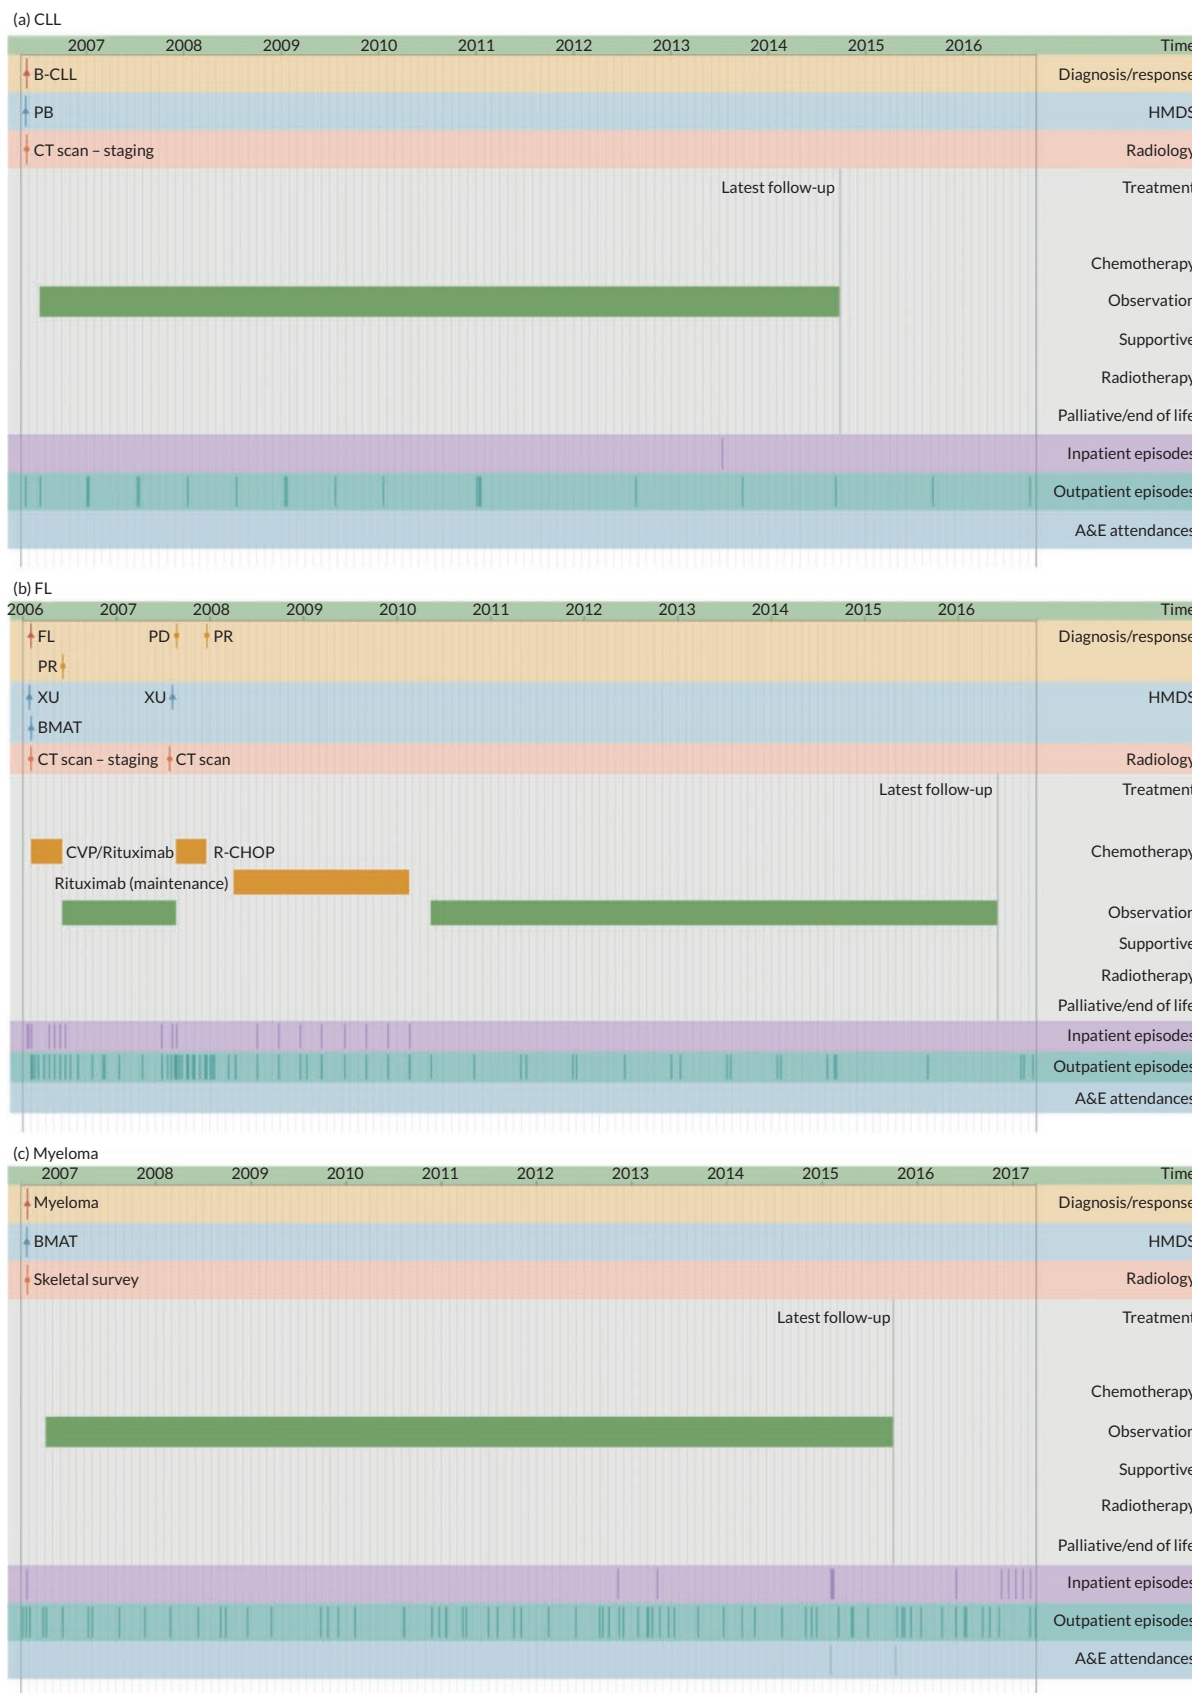 (a) CLL
2007 2008 2009 2010 2011 2012 2013 2014 2015 2016 Time
B-CLL Diagnosis/response
PB HMDS
CT scan – staging Radiology
Latest follow-up Treatment
Chemotherapy
Observation
Supportive
Radiotherapy
Palliative/end of life
Inpatient episodes
Outpatient episodes
A&E attendances
(b) FL
2006 2007 2008 2009 2010 2011 2012 2013 2014 2015 2016 Time
FL PD PR Diagnosis/response
PR
XU XU HMDS
BMAT
CT scan – staging CT scan Radiology
Latest follow-up Treatment
CVP/Rituximab R-CHOP Chemotherapy
Rituximab (maintenance)
Observation
Supportive
Radiotherapy
Palliative/end of life
Inpatient episodes
Outpatient episodes
A&E attendances
(c) Myeloma
2007 2008 2009 2010 2011 2012 2013 2014 2015 2016 2017 Time
Myeloma Diagnosis/response
BMAT HMDS
Skeletal survey Radiology
Latest follow-up Treatment
Chemotherapy
Observation
Supportive
Radiotherapy
Palliative/end of life
Inpatient episodes
Outpatient episodes
A&E attendances